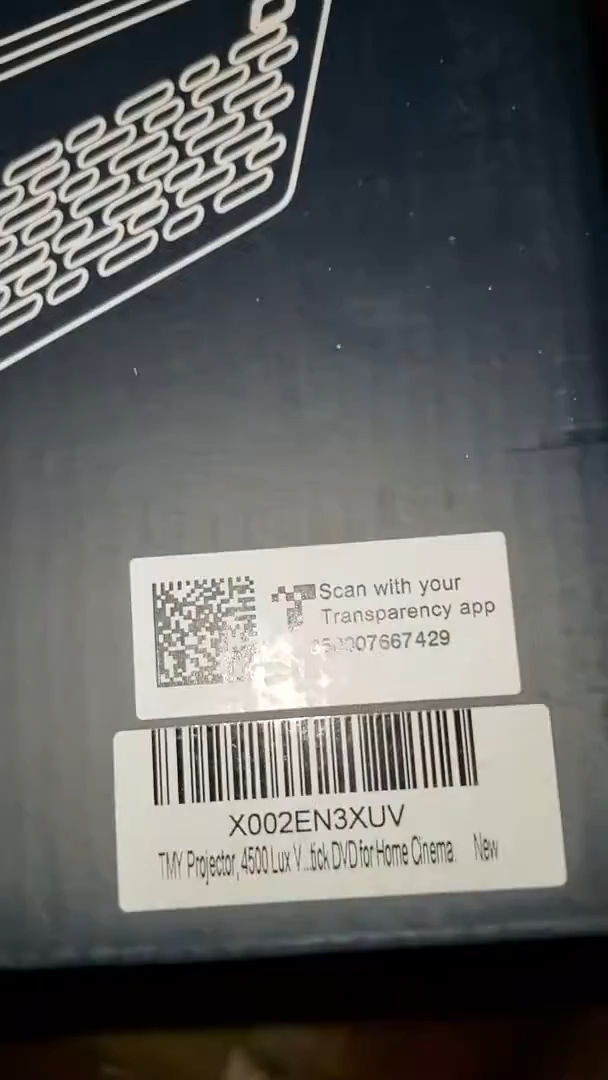 Scan with your
Transparency app
X002EN3XUV
TMY Projector, 4500 Lux V...tick DVD for Home Cinema New